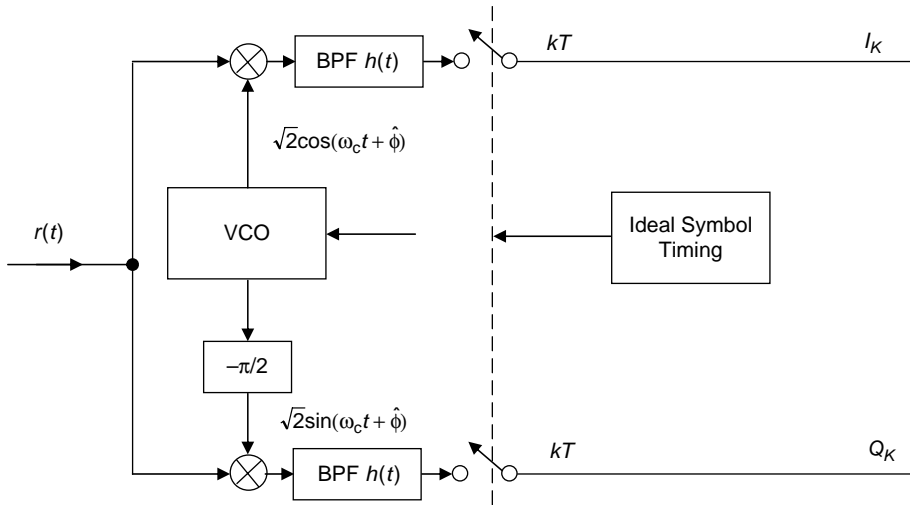 BPF h(t)
kT
I_K
√2cos(ω_c t + φ̂)
r(t)
VCO
Ideal Symbol
Timing
–π/2
√2sin(ω_c t + φ̂)
BPF h(t)
kT
Q_K